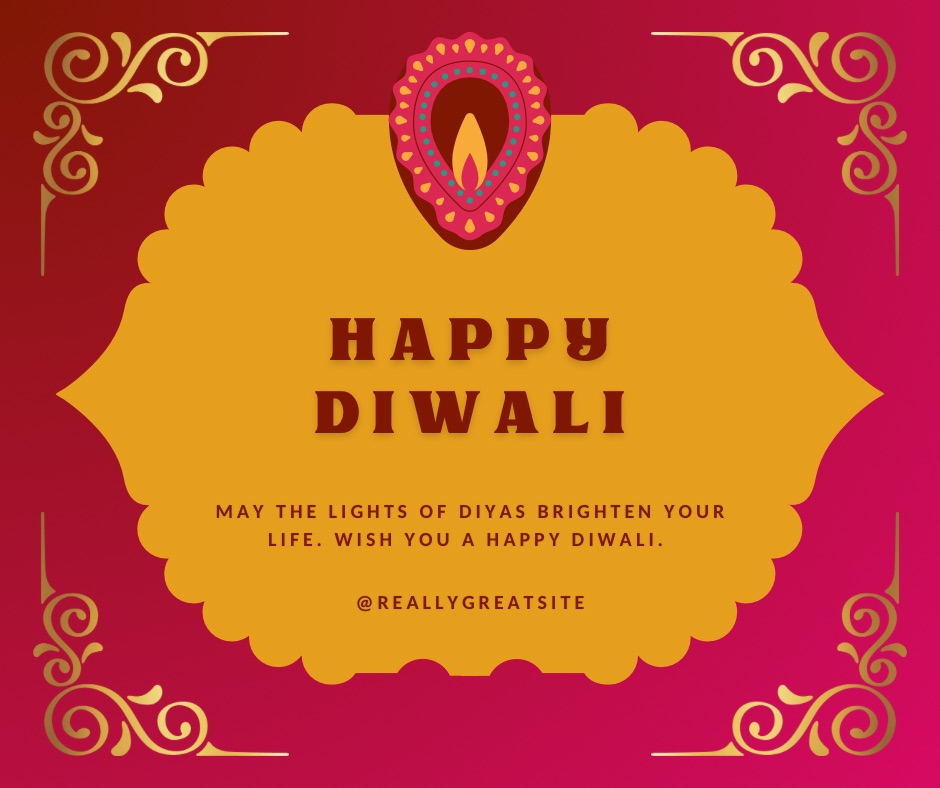 HAPPY
DIWALI
MAY THE LIGHTS OF DIYAS BRIGHTEN YOUR
LIFE. WISH YOU A HAPPY DIWALI.
@REALLYGREATSITE